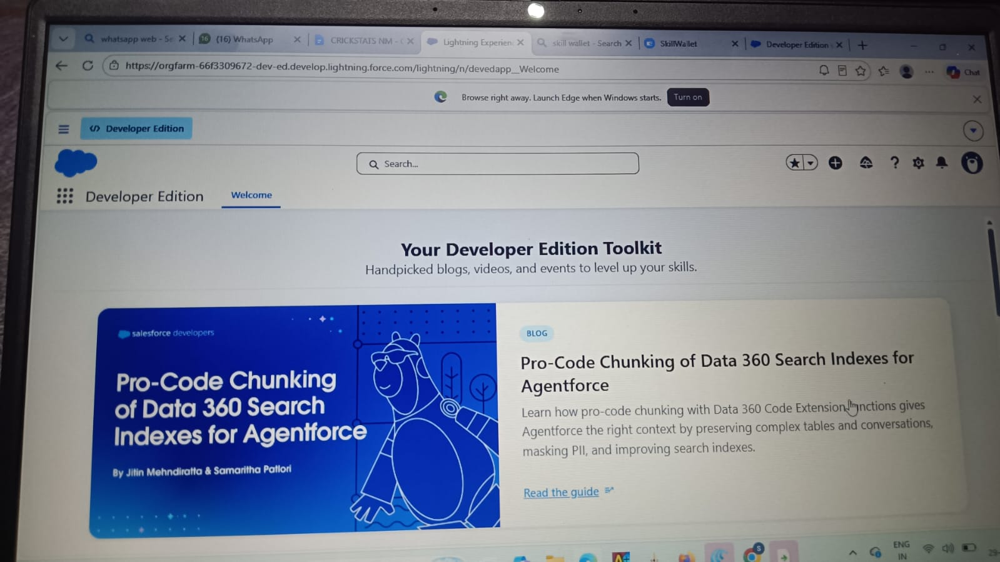 whatsapp web - Se
16 (16) WhatsApp
CRICKSTATS NM -
Lightning Experien
skill wallet - Search
SkillWallet
Developer Edition
https://orgfarm-66f3309672-dev-ed.develop.lightning.force.com/lightning/n/devedapp__Welcome
Chat
Browse right away. Launch Edge when Windows starts.
Turn on
</> Developer Edition
Search...
Developer Edition
Welcome
Your Developer Edition Toolkit
Handpicked blogs, videos, and events to level up your skills.
salesforce developers
Pro-Code Chunking
of Data 360 Search
Indexes for Agentforce
By Jitin Mehndiratta & Samaritha Patlori
BLOG
Pro-Code Chunking of Data 360 Search Indexes for
Agentforce
Learn how pro-code chunking with Data 360 Code Extension nctions gives
Agentforce the right context by preserving complex tables and conversations,
masking PII, and improving search indexes.
Read the guide
S
ENG
IN
29-